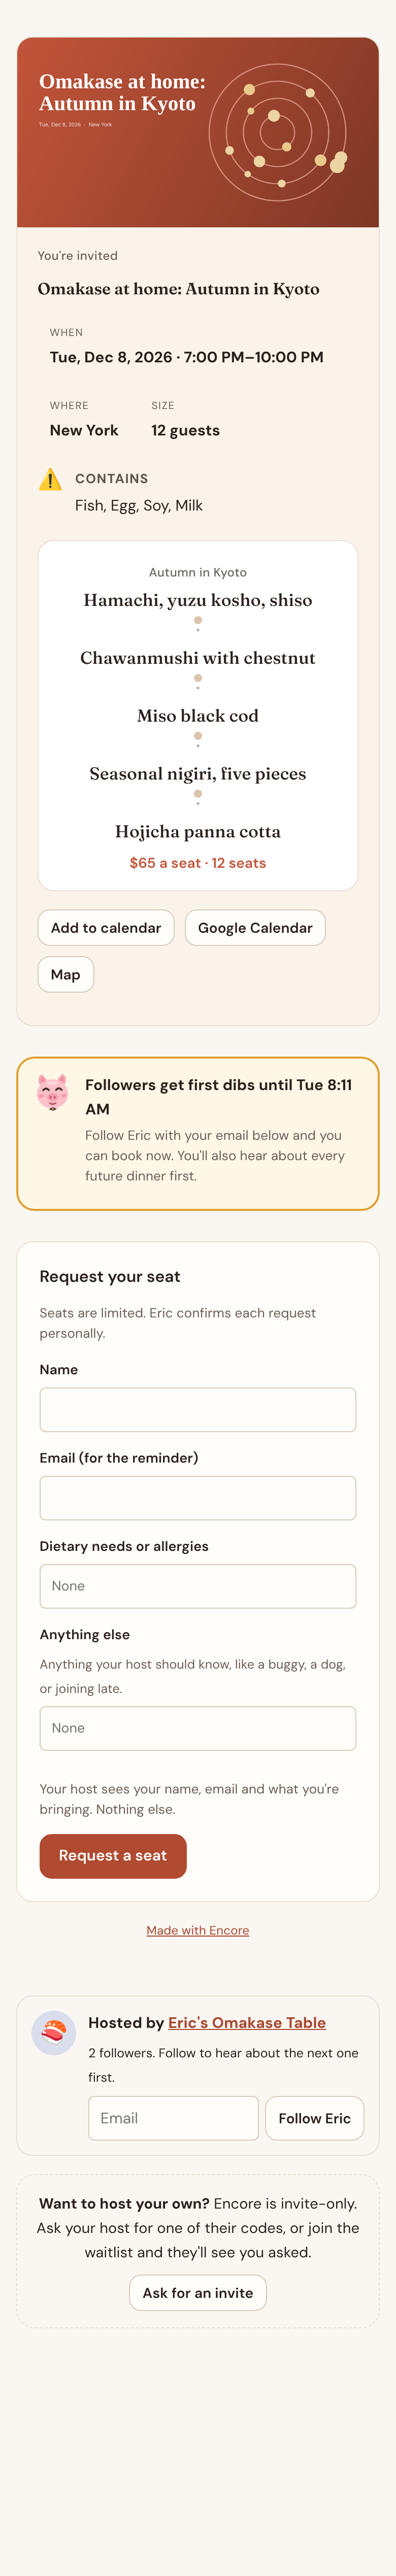 Omakase at home:
Autumn in Kyoto
Tue, Dec 8, 2026 · New York
You're invited
Omakase at home: Autumn in Kyoto
WHEN
Tue, Dec 8, 2026 · 7:00 PM–10:00 PM
WHERE
New York
SIZE
12 guests
CONTAINS
Fish, Egg, Soy, Milk
Autumn in Kyoto
Hamachi, yuzu kosho, shiso
Chawanmushi with chestnut
Miso black cod
Seasonal nigiri, five pieces
Hojicha panna cotta
$65 a seat · 12 seats
Add to calendar
Google Calendar
Map
Followers get first dibs until Tue 8:11
AM
Follow Eric with your email below and you
can book now. You'll also hear about every
future dinner first.
Request your seat
Seats are limited. Eric confirms each request
personally.
Name
Email (for the reminder)
Dietary needs or allergies
None
Anything else
Anything your host should know, like a buggy, a dog,
or joining late.
None
Your host sees your name, email and what you're
bringing. Nothing else.
Request a seat
Made with Encore
Hosted by Eric's Omakase Table
2 followers. Follow to hear about the next one
first.
Email
Follow Eric
Want to host your own? Encore is invite-only.
Ask your host for one of their codes, or join the
waitlist and they'll see you asked.
Ask for an invite